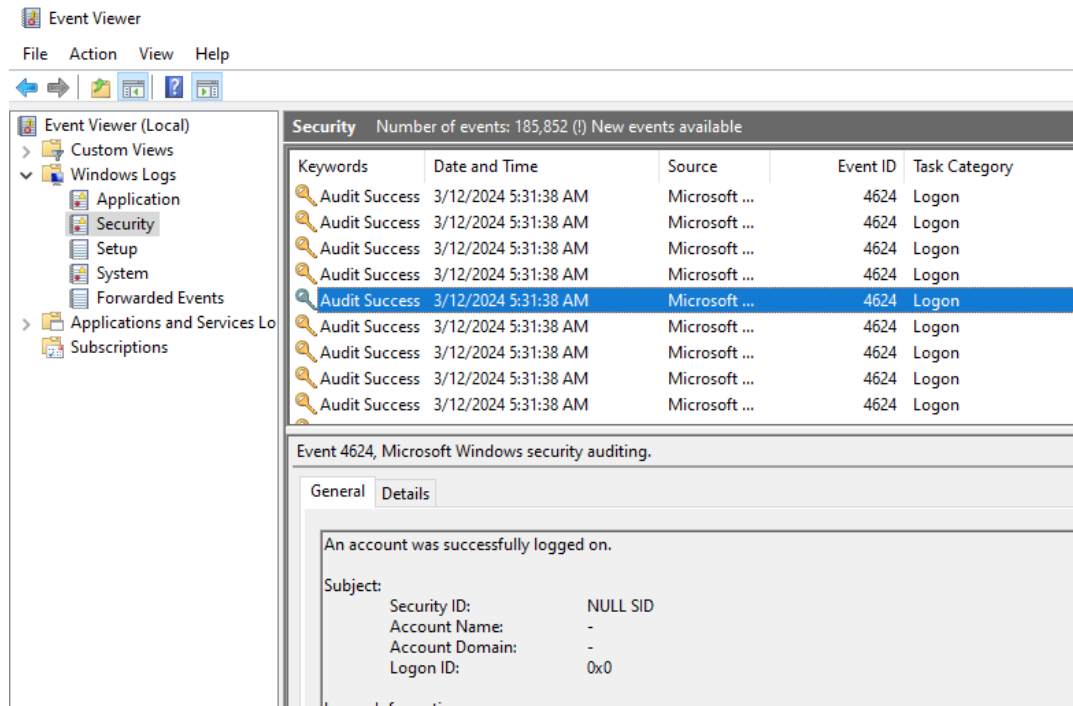 Event Viewer
File Action View Help
Event Viewer (Local)
Custom Views
Windows Logs
Application
Security
Setup
System
Forwarded Events
Applications and Services Lo
Subscriptions
Security Number of events: 185,852 (!) New events available
Keywords Date and Time Source Event ID Task Category
Audit Success 3/12/2024 5:31:38 AM Microsoft ... 4624 Logon
Audit Success 3/12/2024 5:31:38 AM Microsoft ... 4624 Logon
Audit Success 3/12/2024 5:31:38 AM Microsoft ... 4624 Logon
Audit Success 3/12/2024 5:31:38 AM Microsoft ... 4624 Logon
Audit Success 3/12/2024 5:31:38 AM Microsoft ... 4624 Logon
Audit Success 3/12/2024 5:31:38 AM Microsoft ... 4624 Logon
Audit Success 3/12/2024 5:31:38 AM Microsoft ... 4624 Logon
Audit Success 3/12/2024 5:31:38 AM Microsoft ... 4624 Logon
Audit Success 3/12/2024 5:31:38 AM Microsoft ... 4624 Logon
Event 4624, Microsoft Windows security auditing.
General Details
An account was successfully logged on.
Subject:
Security ID: NULL SID
Account Name: -
Account Domain: -
Logon ID: 0x0